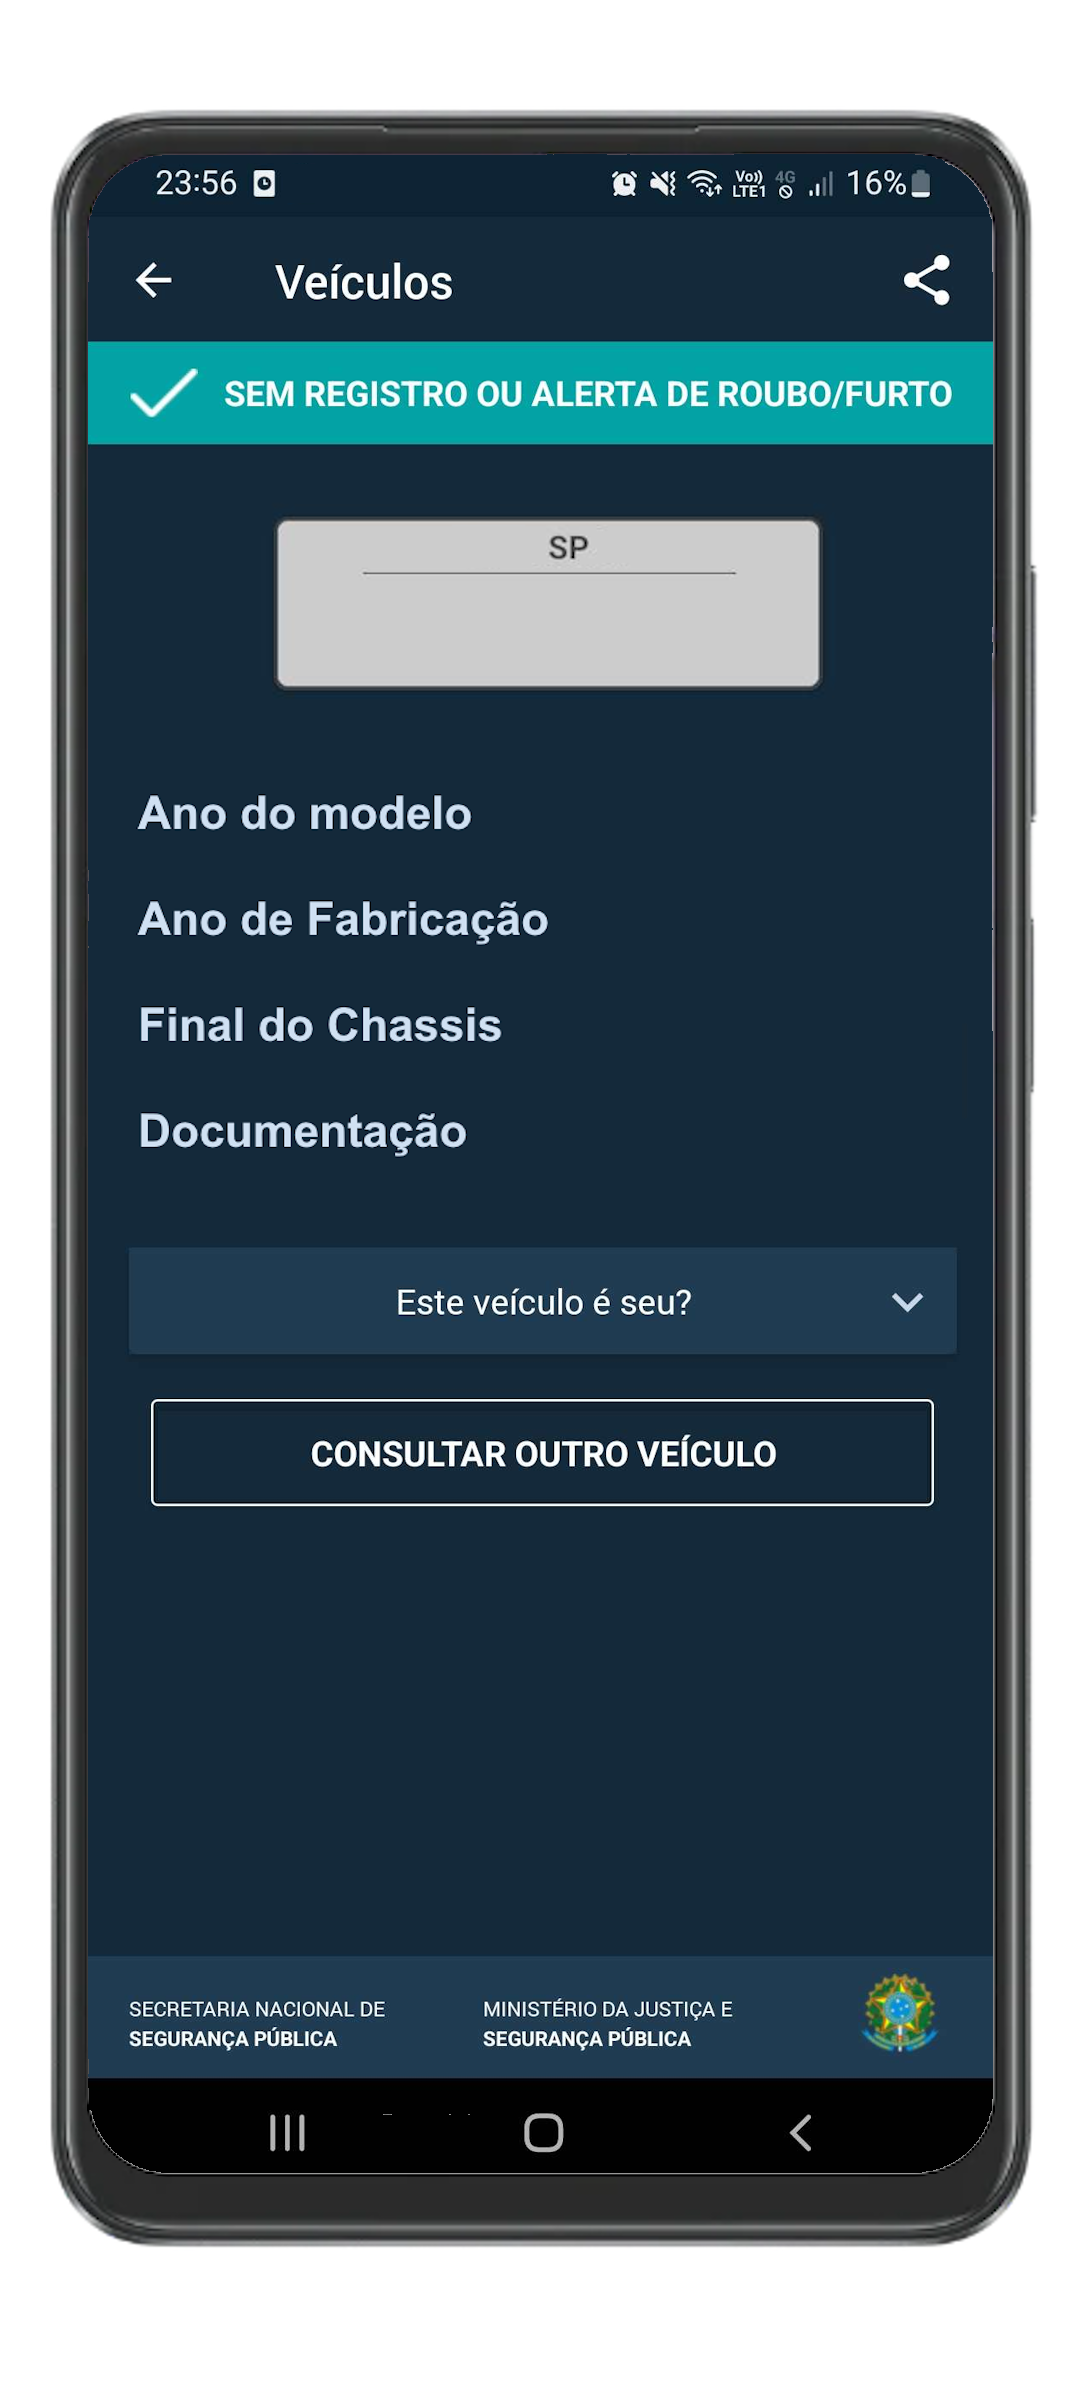 23:56
Vo)) LTE1 4G 16%
Veículos
SEM REGISTRO OU ALERTA DE ROUBO/FURTO
SP
Ano do modelo
Ano de Fabricação
Final do Chassis
Documentação
Este veículo é seu?
CONSULTAR OUTRO VEÍCULO
SECRETARIA NACIONAL DE
SEGURANÇA PÚBLICA
MINISTÉRIO DA JUSTIÇA E
SEGURANÇA PÚBLICA